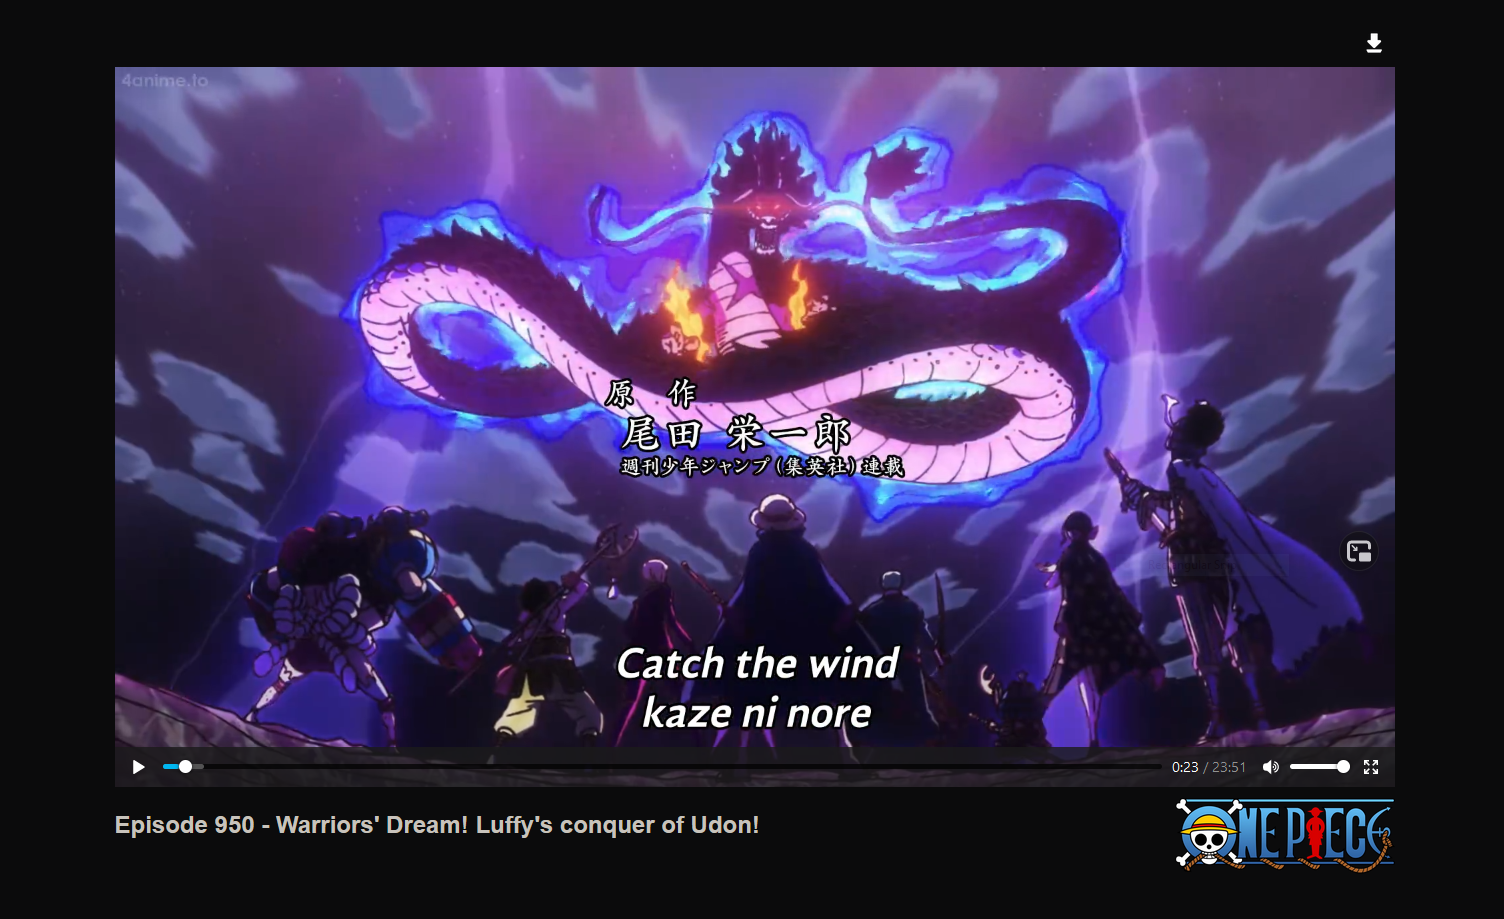 4anime.to
原 作
尾田 栄一郎
週刊少年ジャンプ(集英社)連載
Catch the wind
kaze ni nore
0:23 / 23:51
Episode 950 - Warriors' Dream! Luffy's conquer of Udon!
ONE PIECE